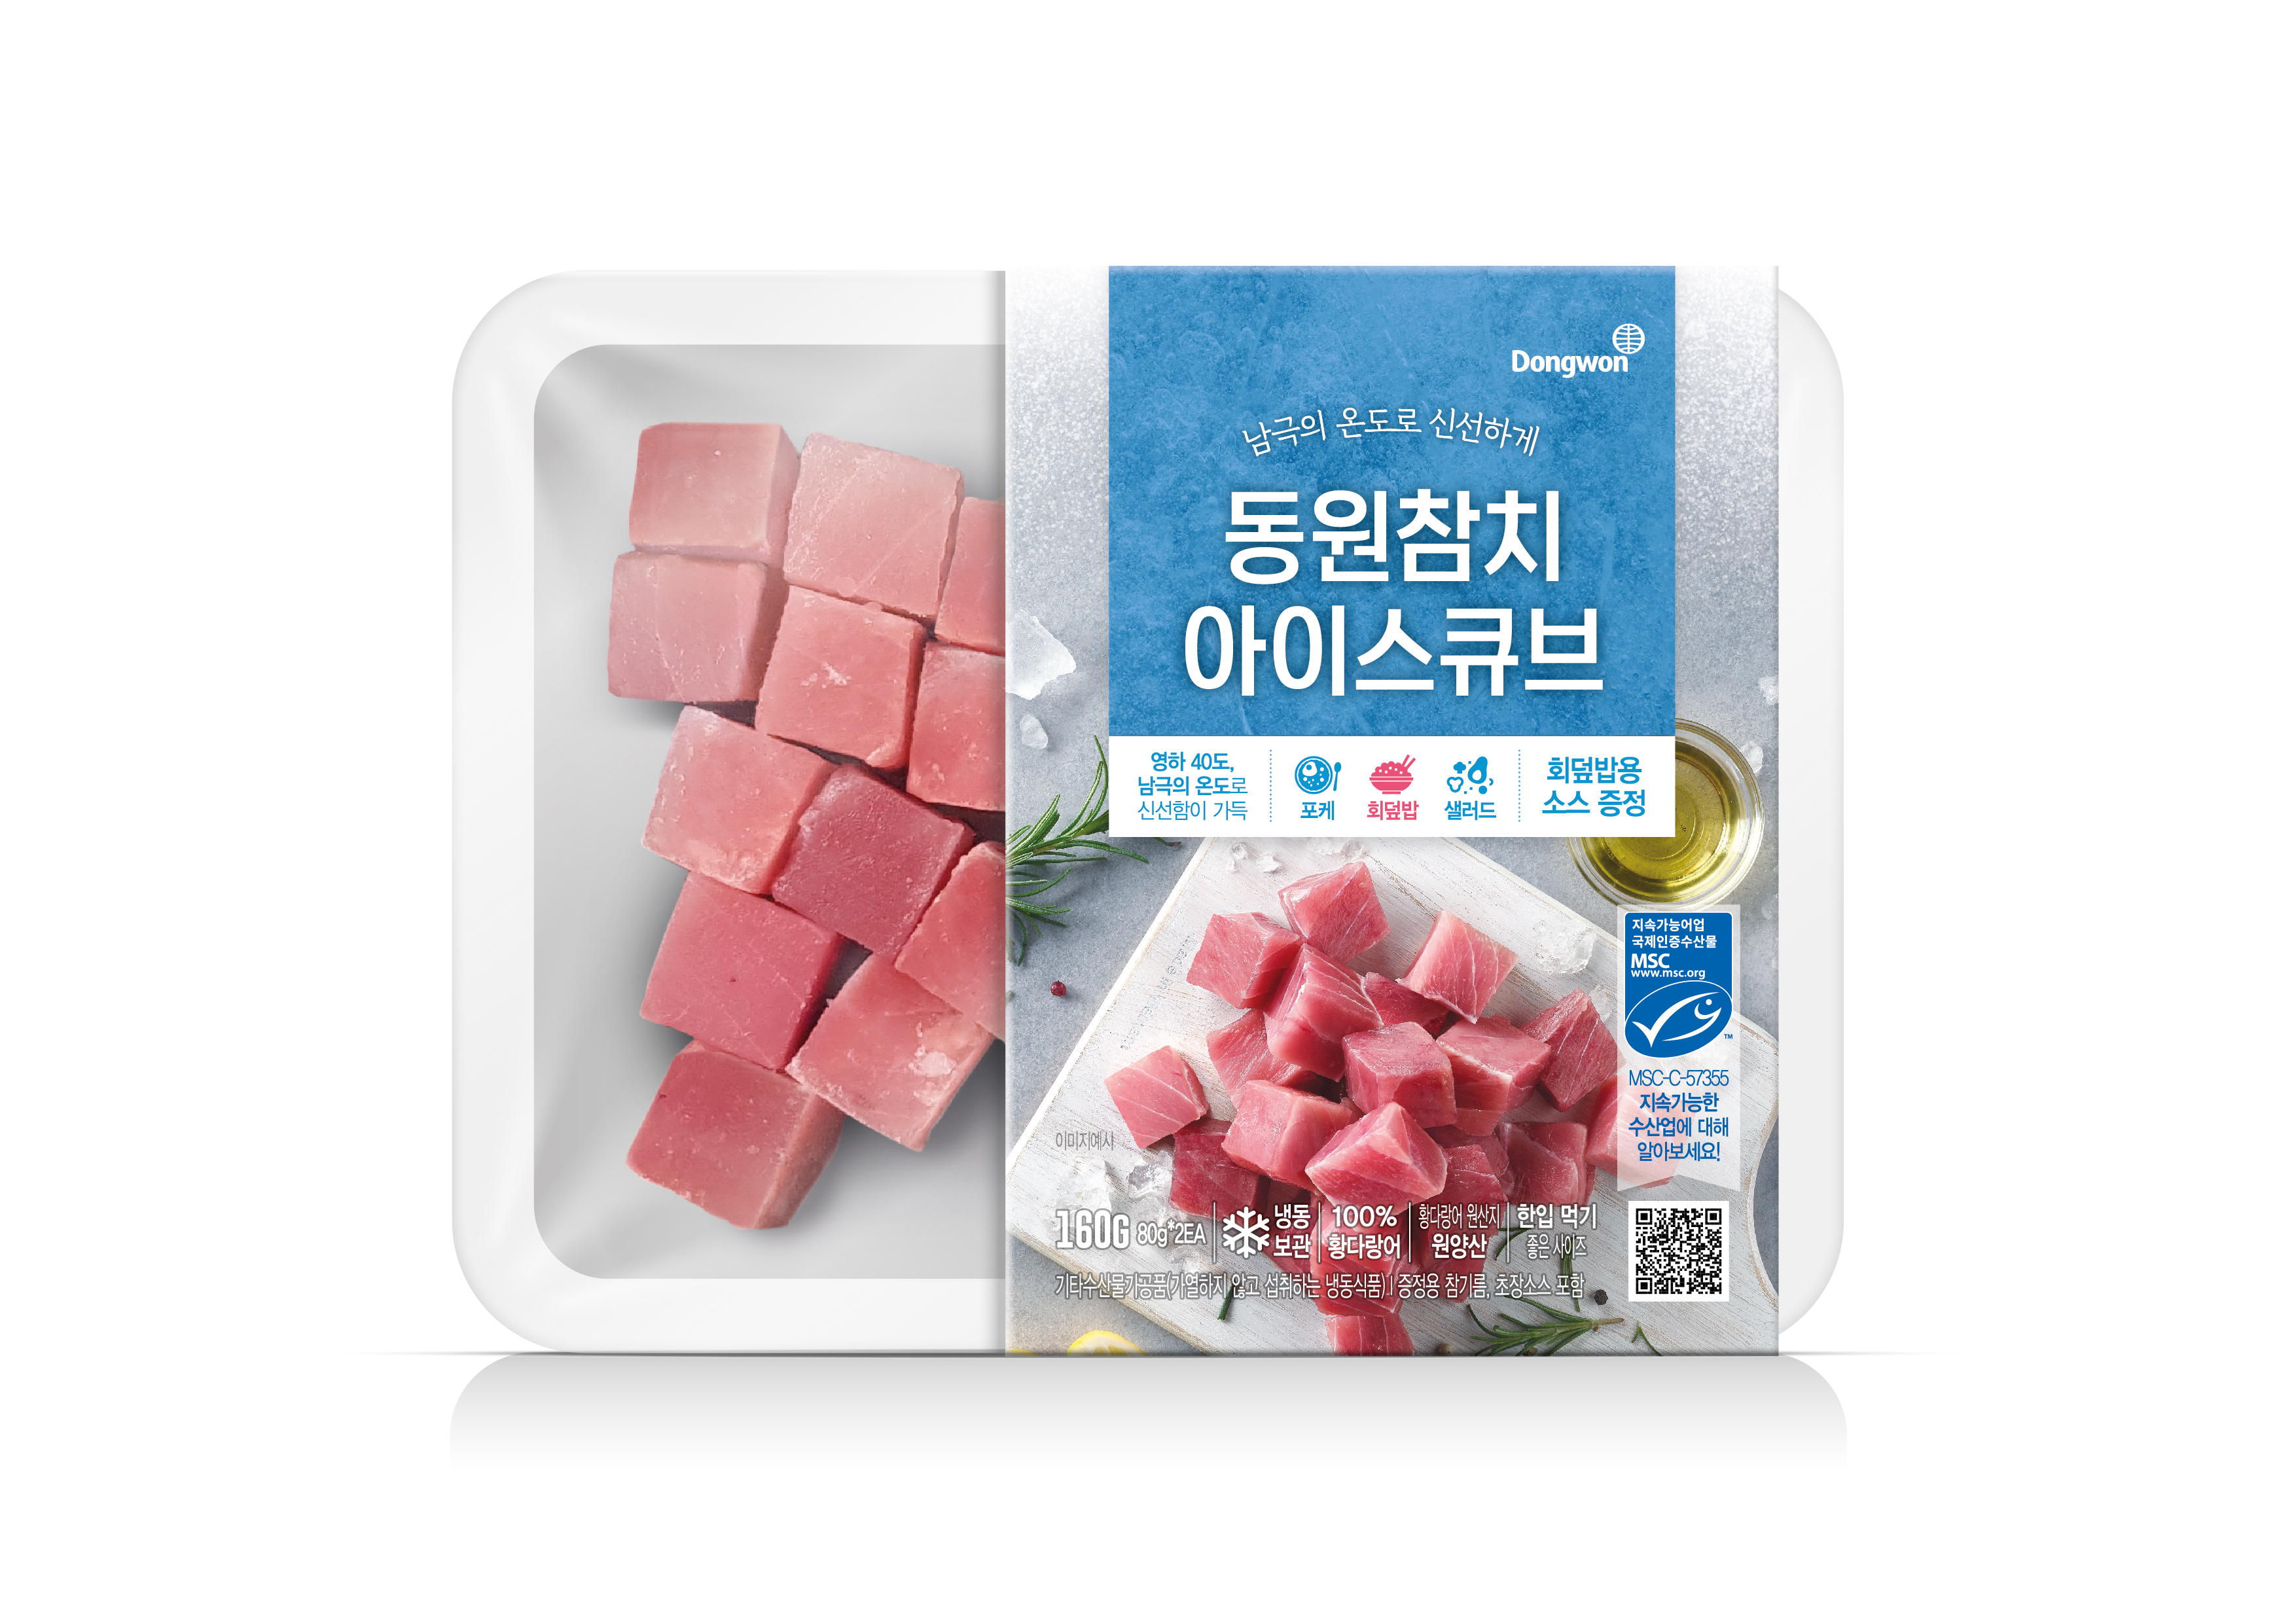 Dongwon
남극의 온도로 신선하게
동원참치
아이스큐브
영하 40도,
남극의 온도로
신선함이 가득
포케
회덮밥
샐러드
회덮밥용
소스 증정
지속가능어업
국제인증수산물
MSC
www.msc.org
TM
MSC-C-57355
지속가능한
수산업에 대해
알아보세요!
이미지예시
160G 80g*2EA
냉동
보관
100%
황다랑어
황다랑어 원산지
원양산
한입 먹기
좋은 사이즈
기타수산물가공품(가열하지 않고 섭취하는 냉동식품) I 증정용 참기름, 초장소스 포함